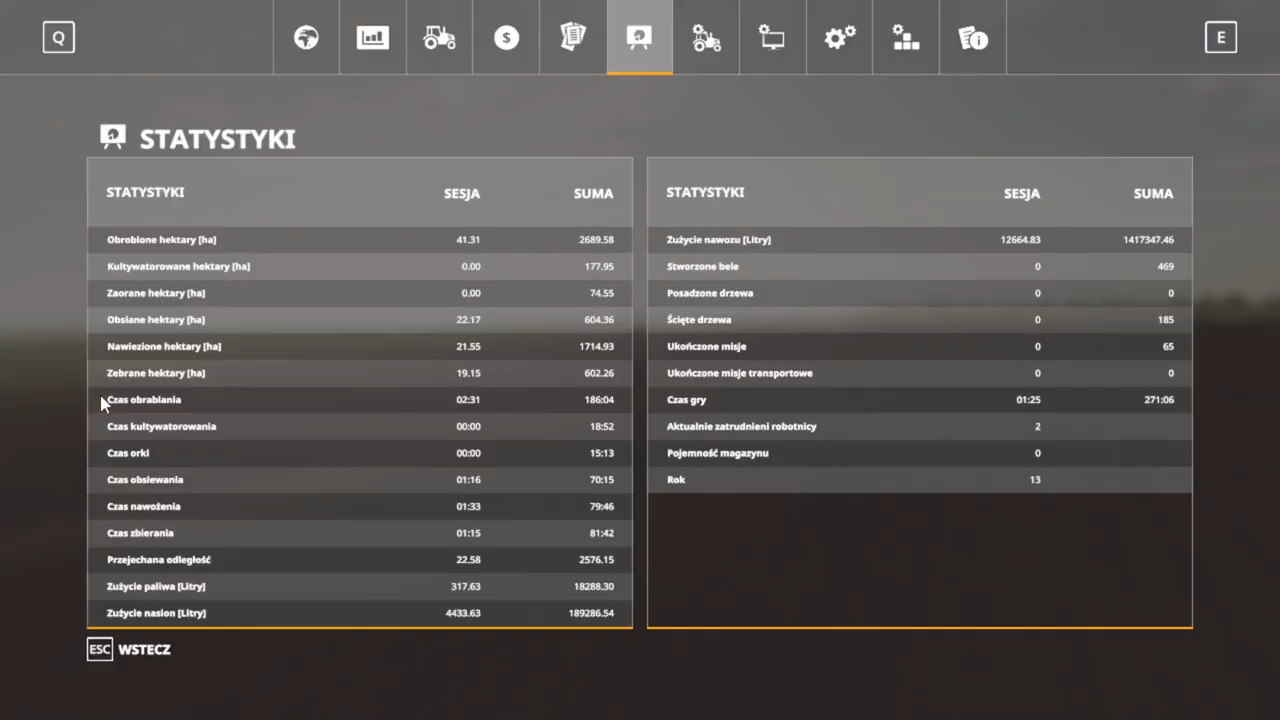 Q
E
STATYSTYKI
STATYSTYKI SESJA SUMA
Obrobione hektary [ha] 41.31 2689.58
Kultywatorowane hektary [ha] 0.00 177.95
Zaorane hektary [ha] 0.00 74.55
Obsiane hektary [ha] 22.17 604.36
Nawiezione hektary [ha] 21.55 1714.93
Zebrane hektary [ha] 19.15 602.26
Czas obrabiania 02:31 186:04
Czas kultywatorowania 00:00 18:52
Czas orki 00:00 15:13
Czas obsiewania 01:16 70:15
Czas nawożenia 01:33 79:46
Czas zbierania 01:15 81:42
Przejechana odległość 22.58 2576.15
Zużycie paliwa [Litry] 317.63 18288.30
Zużycie nasion [Litry] 4433.63 189286.54
STATYSTYKI SESJA SUMA
Zużycie nawozu [Litry] 12664.83 1417347.46
Stworzone bele 0 469
Posadzone drzewa 0 0
Ścięte drzewa 0 185
Ukończone misje 0 65
Ukończone misje transportowe 0 0
Czas gry 01:25 271:06
Aktualnie zatrudnieni robotnicy 2
Pojemność magazynu 0
Rok 13
ESC WSTECZ